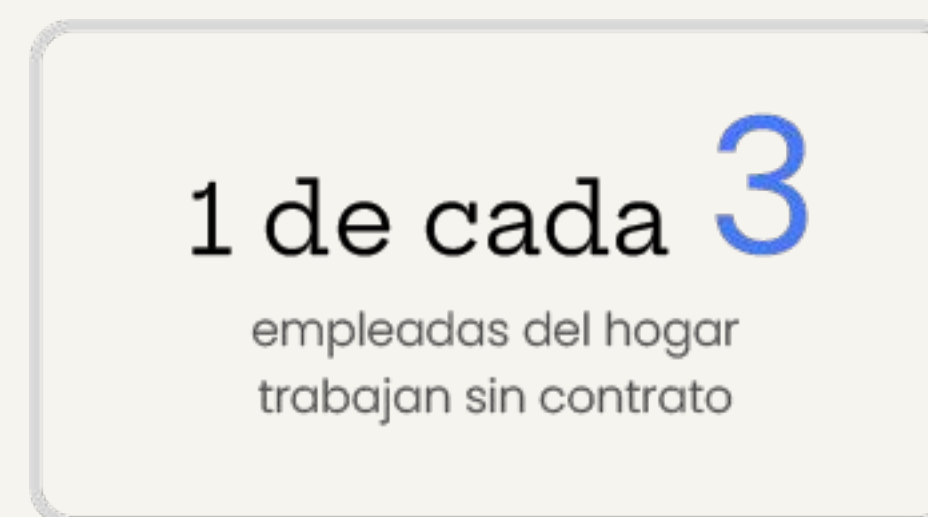 1 de cada 3
empleadas del hogar
trabajan sin contrato